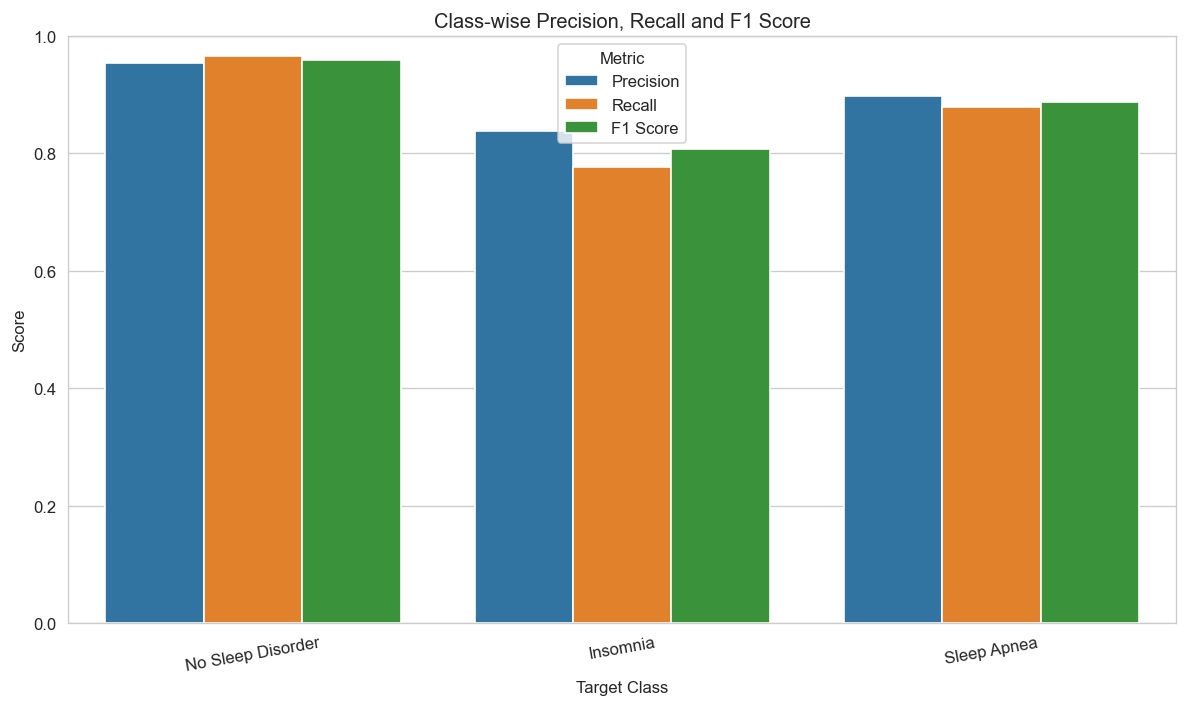 Class-wise Precision, Recall and F1 Score
Metric
Precision
Recall
F1 Score
Score
1.0
0.8
0.6
0.4
0.2
0.0
No Sleep Disorder
Insomnia
Sleep Apnea
Target Class